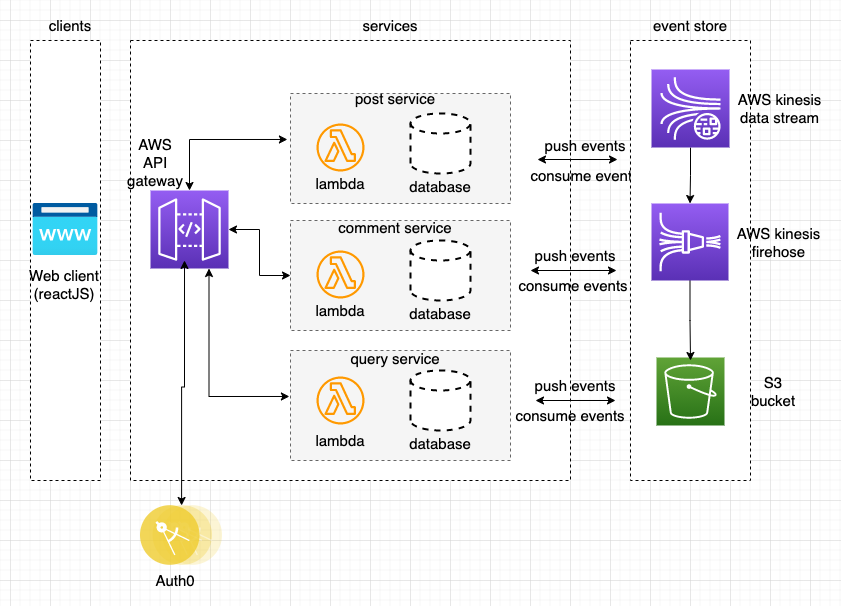 clients
services
event store
post service
AWS kinesis
data stream
AWS
API
gateway
lambda
database
push events
consume event
comment service
www
AWS kinesis
firehose
Web client
(reactJS)
lambda
database
push events
consume events
query service
lambda
database
push events
consume events
S3
bucket
Auth0